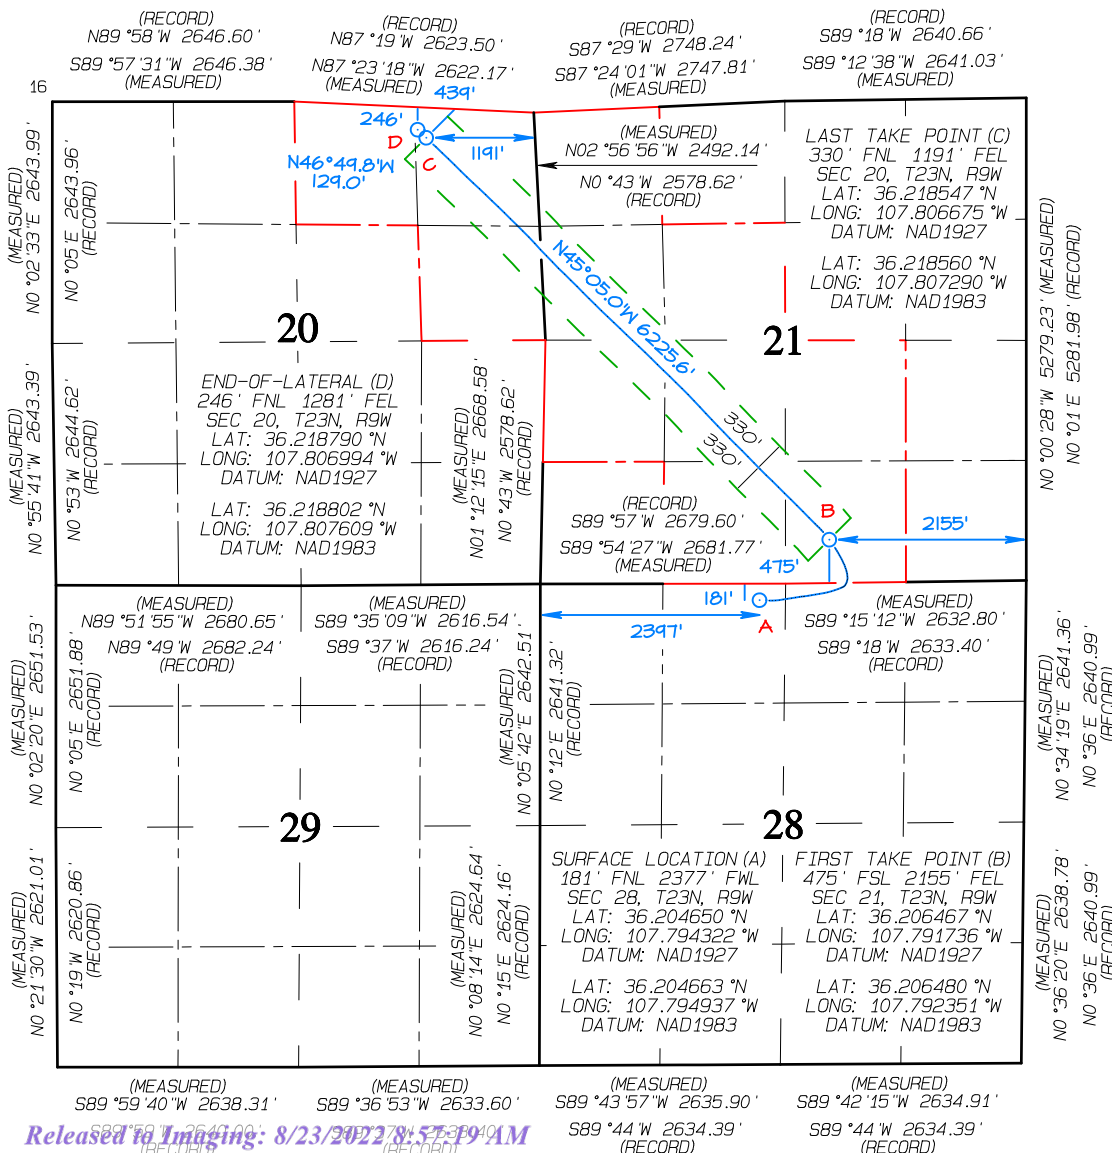 (RECORD)
N89°58'W 2646.60'
S89°57'31"W 2646.38'
(MEASURED)
(RECORD)
N87°19'W 2623.50'
N87°23'18"W 2622.17'
(MEASURED)
(RECORD)
S87°29'W 2748.24'
S87°24'01"W 2747.81'
(MEASURED)
(RECORD)
S89°18'W 2640.66'
S89°12'38"W 2641.03'
(MEASURED)
16
439'
246'
D
C
1191'
N46°49.8'W
129.0'
(MEASURED)
N02°56'56"W 2492.14'
N0°43'W 2578.62'
(RECORD)
LAST TAKE POINT (C)
330' FNL 1191' FEL
SEC 20, T23N, R9W
LAT: 36.218547°N
LONG: 107.806675°W
DATUM: NAD1927
LAT: 36.218560°N
LONG: 107.807290°W
DATUM: NAD1983
(MEASURED)
N0°02'33"E 2643.99'
N0°05'E 2643.96'
(RECORD)
N45°05.0'W 6225.6'
N0°00'28"W 5279.23' (MEASURED)
N0°01'E 5281.98' (RECORD)
20
21
END-OF-LATERAL (D)
246' FNL 1281' FEL
SEC 20, T23N, R9W
LAT: 36.218790°N
LONG: 107.806994°W
DATUM: NAD1927
LAT: 36.218802°N
LONG: 107.807609°W
DATUM: NAD1983
(MEASURED)
N0°55'41"W 2643.39'
N0°53'W 2644.62'
(RECORD)
(MEASURED)
N01°12'15"E 2668.58'
N0°43'W 2578.62'
(RECORD)
330'
330'
(RECORD)
S89°57'W 2679.60'
S89°54'27"W 2681.77'
(MEASURED)
B
2155'
475'
181'
A
2397'
(MEASURED)
N89°51'55"W 2680.65'
N89°49'W 2682.24'
(RECORD)
(MEASURED)
S89°35'09"W 2616.54'
S89°37'W 2616.24'
(RECORD)
(MEASURED)
S89°15'12"W 2632.80'
S89°18'W 2633.40'
(RECORD)
(MEASURED)
N0°02'20"E 2651.53'
N0°05'E 2651.88'
(RECORD)
(MEASURED)
N0°05'42"E 2642.51
N0°12'E 2641.32'
(RECORD)
(MEASURED)
N0°34'19"E 2641.36'
N0°36'E 2640.99'
(RECORD)
29
28
SURFACE LOCATION (A)
181' FNL 2377' FWL
SEC 28, T23N, R9W
LAT: 36.204650°N
LONG: 107.794322°W
DATUM: NAD1927
LAT: 36.204663°N
LONG: 107.794937°W
DATUM: NAD1983
FIRST TAKE POINT (B)
475' FSL 2155' FEL
SEC 21, T23N, R9W
LAT: 36.206467°N
LONG: 107.791736°W
DATUM: NAD1927
LAT: 36.206480°N
LONG: 107.792351°W
DATUM: NAD1983
(MEASURED)
N0°21'30"W 2621.01'
N0°19'W 2620.86'
(RECORD)
(MEASURED)
N0°08'14"E 2624.64'
N0°15'E 2624.16'
(RECORD)
(MEASURED)
N0°36'20"E 2638.78'
N0°36'E 2640.99'
(RECORD)
(MEASURED)
S89°59'40"W 2638.31'
(RECORD)
(MEASURED)
S89°36'53"W 2633.60'
(RECORD)
(MEASURED)
S89°43'57"W 2635.90'
S89°44'W 2634.39'
(RECORD)
(MEASURED)
S89°42'15"W 2634.91'
S89°44'W 2634.39'
(RECORD)
Released to Imaging: 8/23/2022 8:57:19 AM